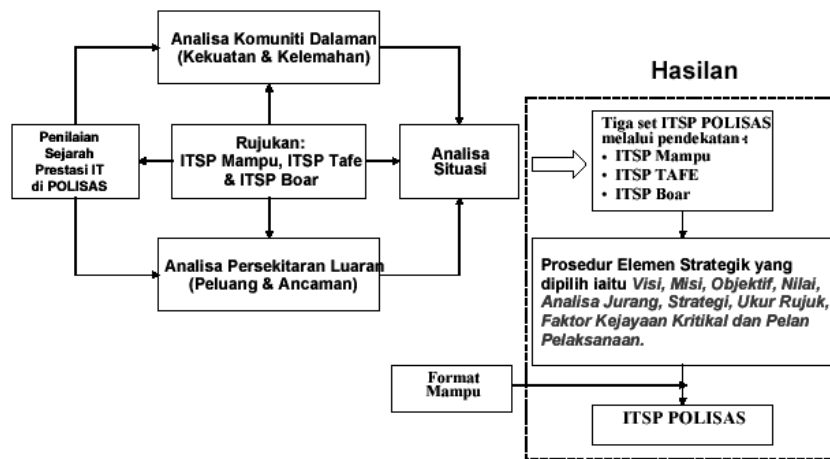 Analisa Komuniti Dalaman
(Kekuatan & Kelemahan)
Hasilan
Penilaian
Sejarah
Prestasi IT
di POLISAS
Rujukan:
ITSP Mampu, ITSP Tafe
& ITSP Boar
Analisa
Situasi
Tiga set ITSP POLISAS
melalui pendekatan :
• ITSP Mampu
• ITSP TAFE
• ITSP Boar
Analisa Persekitaran Luaran
(Peluang & Ancaman)
Prosedur Elemen Strategik yang
dipilih iaitu Visi, Misi, Objektif, Nilai,
Analisa Jurang, Strategi, Ukur Rujuk,
Faktor Kejayaan Kritikal dan Pelan
Pelaksanaan.
Format
Mampu
ITSP POLISAS